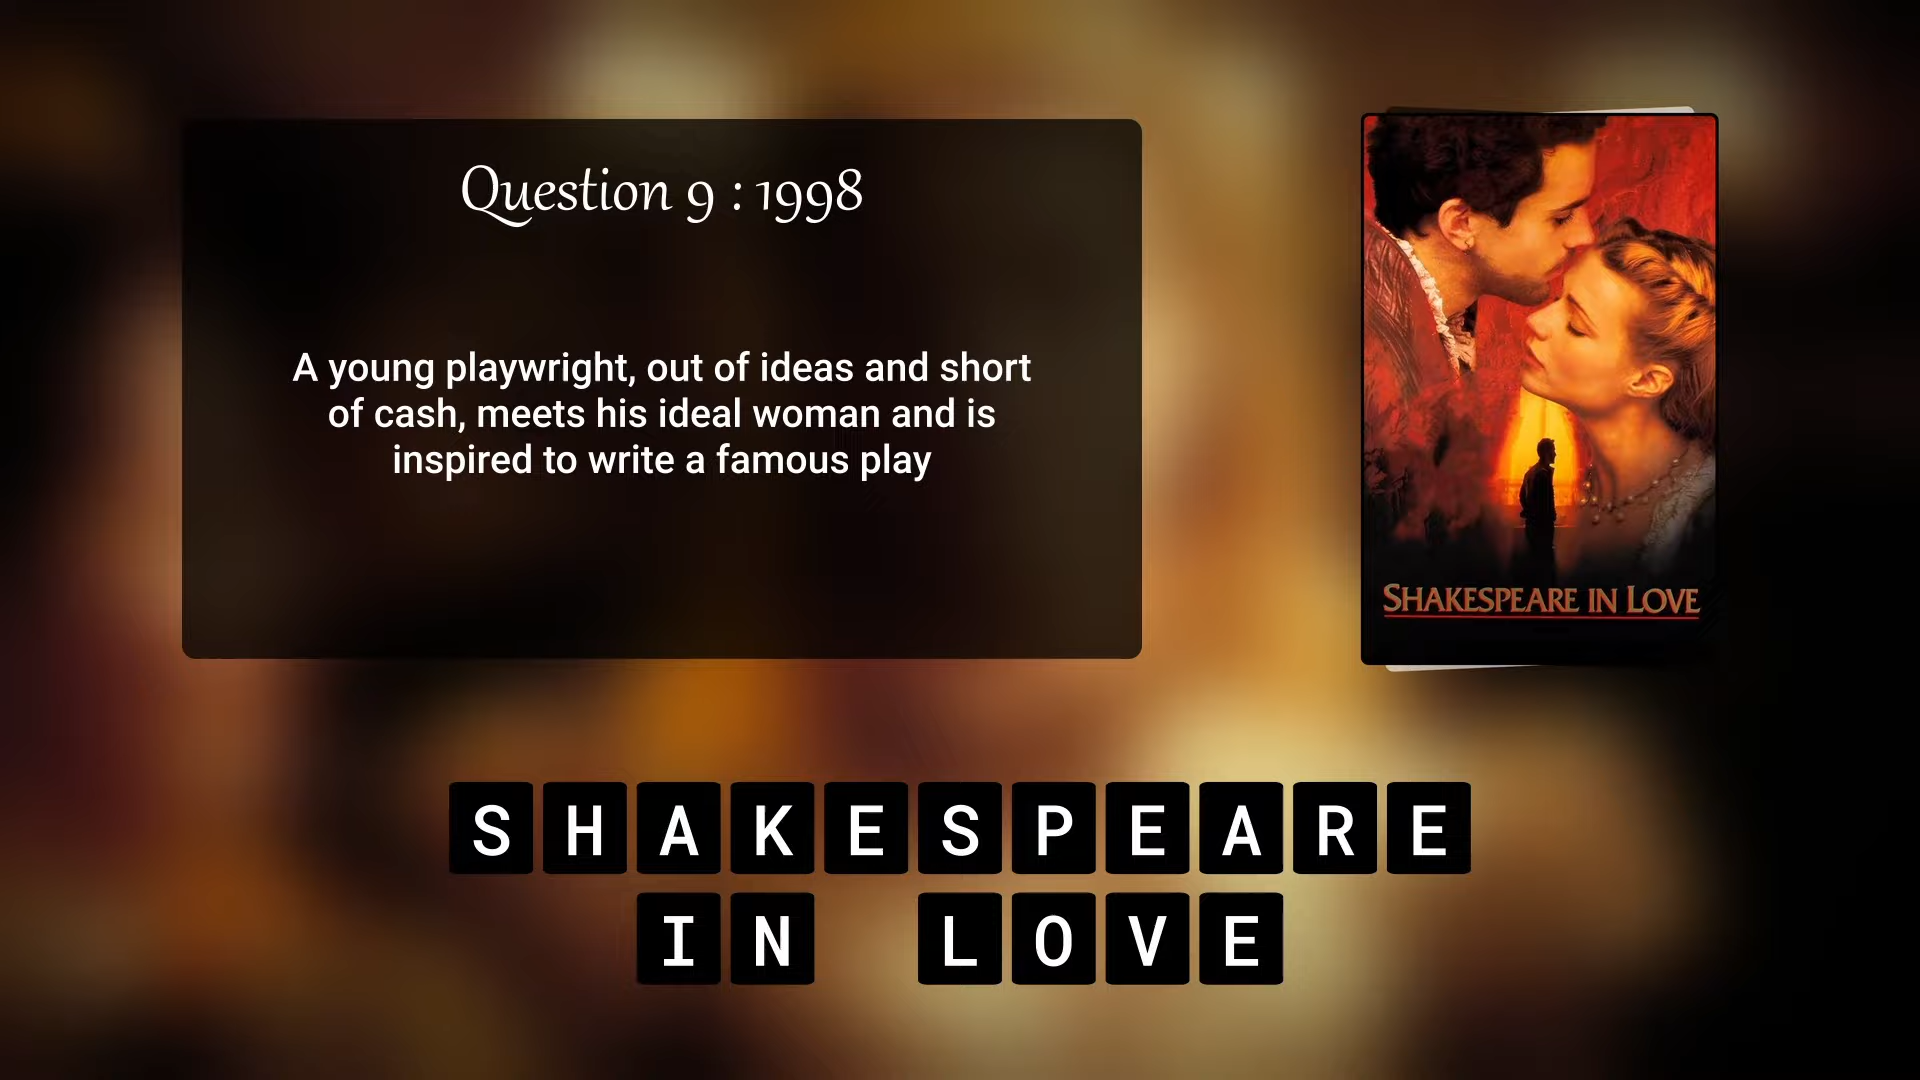 Question 9 : 1998
A young playwright, out of ideas and short
of cash, meets his ideal woman and is
inspired to write a famous play
SHAKESPEARE IN LOVE
SHAKESPEARE
IN LOVE